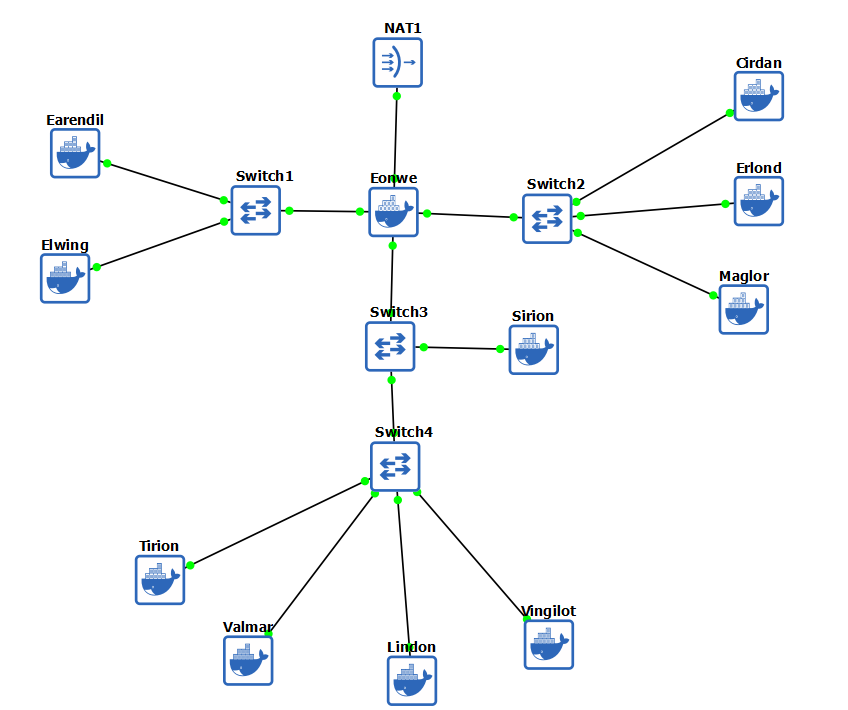 NAT1
Cirdan
Earendil
Switch1
Eonwe
Switch2
Erlond
Elwing
Maglor
Switch3
Sirion
Switch4
Tirion
Valmar
Vingilot
Lindon